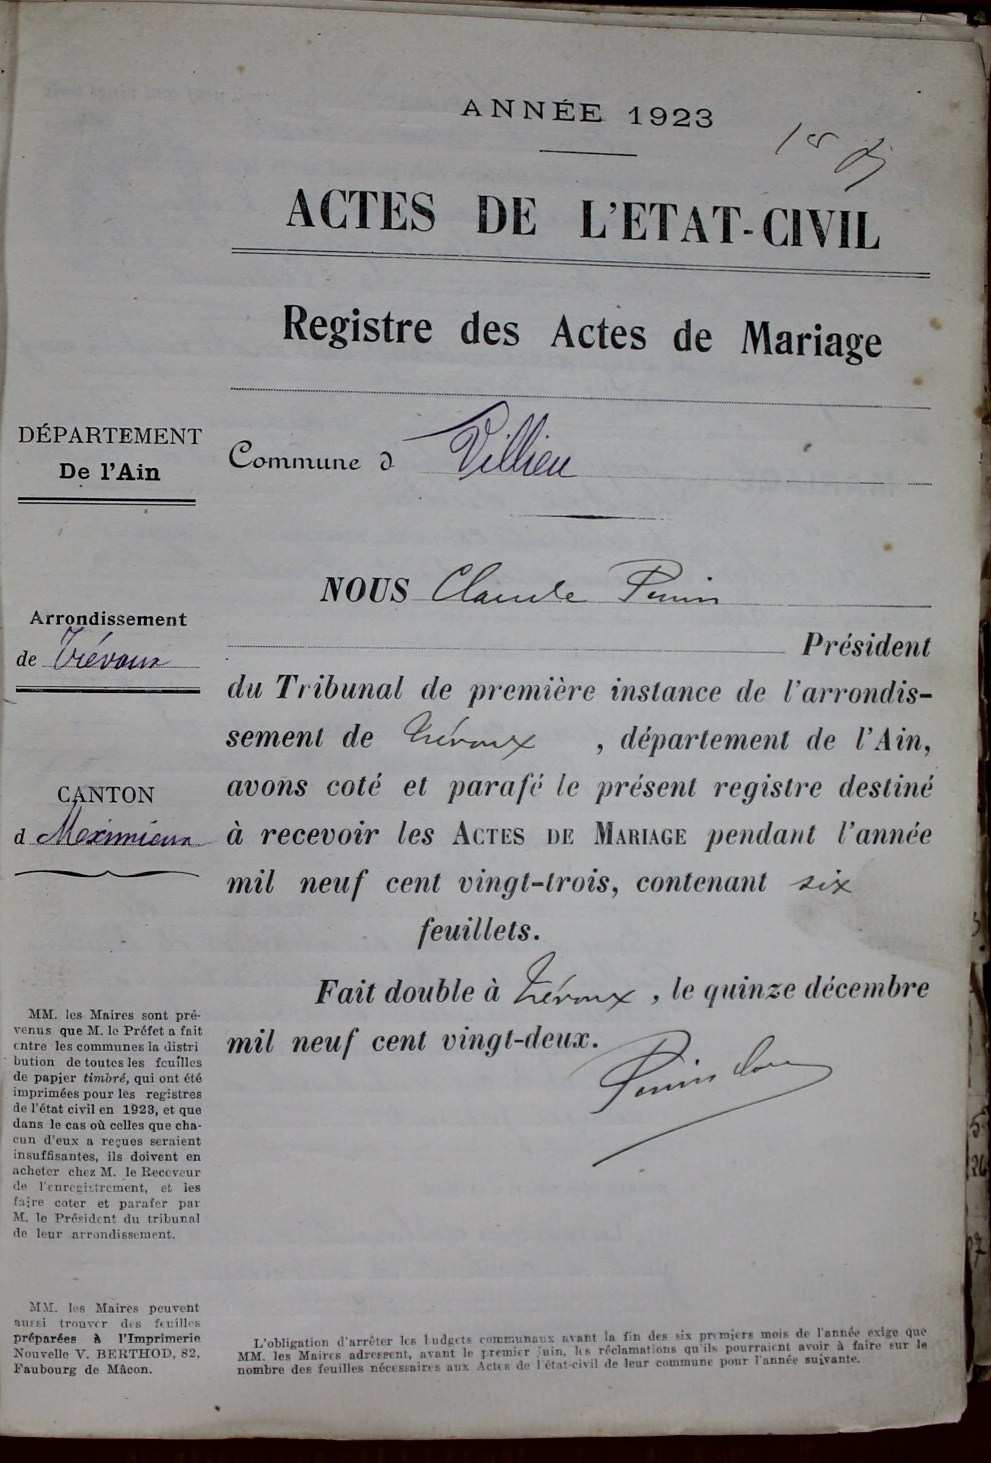 ANNÉE 1923
ACTES DE L'ETAT-CIVIL
Registre des Actes de Mariage
DÉPARTEMENT
De l'Ain
Commune d Villieu
Arrondissement
de Trévoux
CANTON
d Meximieux
NOUS Claude Perrin
Président
du Tribunal de première instance de l'arrondis-
sement de Trévoux, département de l'Ain,
avons coté et parafé le présent registre destiné
à recevoir les ACTES DE MARIAGE pendant l'année
mil neuf cent vingt-trois, contenant six
feuillets.
Fait double à Trévoux, le quinze décembre
mil neuf cent vingt-deux.
MM. les Maires sont pré-
venus que M. le Préfet a fait
entre les communes la distri
bution de toutes les feuilles
de papier timbré, qui ont été
imprimées pour les registres
de l'état civil en 1923, et que
dans le cas où celles que cha-
cun d'eux a reçues seraient
insuffisantes, ils doivent en
acheter chez M. le Receveur
de l'enregistrement, et les
faire coter et parafer par
M. le Président du tribunal
de leur arrondissement.
MM. les Maires peuvent
aussi trouver des feuilles
préparées à l'Imprimerie
Nouvelle V. BERTHOD, 82,
Faubourg de Mâcon.
L'obligation d'arrêter les budgets communaux avant la fin des six premiers mois de l'année exige que
MM. les Maires adressent, avant le premier juin, les réclamations qu'ils pourraient avoir à faire sur le
nombre des feuilles nécessaires aux Actes de l'état-civil de leur commune pour l'année suivante.